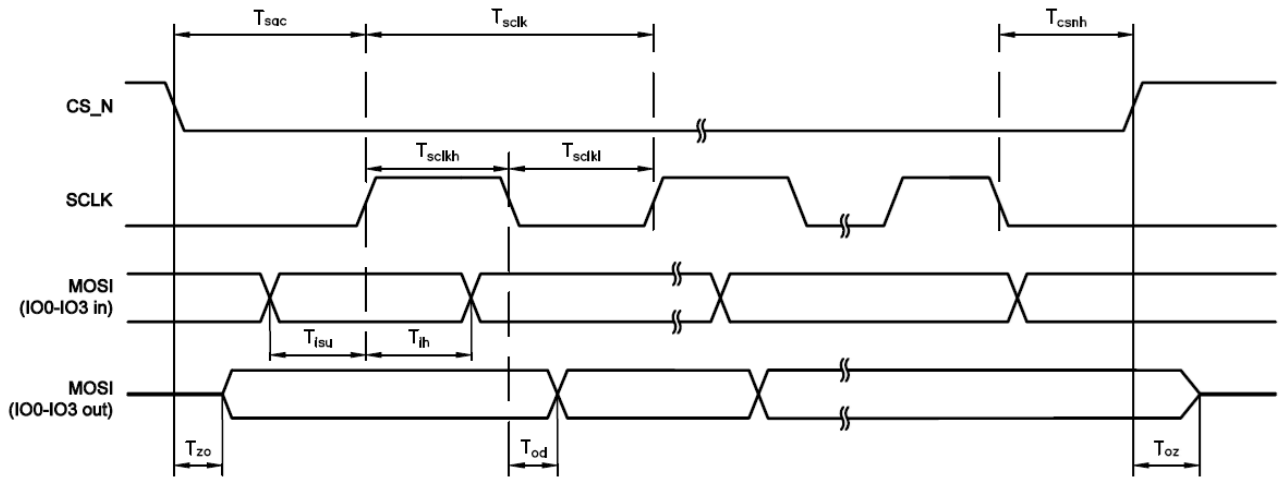 Tsac Tsclk Tcsnh
CS_N
Tsclkh Tsclkl
SCLK
MOSI
(IO0-IO3 in)
Tisu Tih
MOSI
(IO0-IO3 out)
Tzo Tod Toz